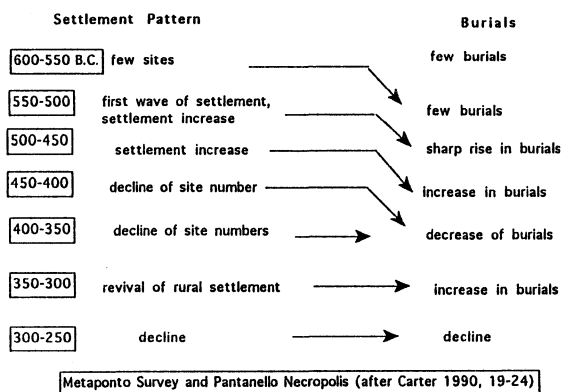 Settlement Pattern Burials
600-550 B.C. few sites few burials
550-500 first wave of settlement,
settlement increase few burials
500-450 settlement increase sharp rise in burials
450-400 decline of site number increase in burials
400-350 decline of site numbers decrease of burials
350-300 revival of rural settlement increase in burials
300-250 decline decline
Metaponto Survey and Pantanello Necropolis (after Carter 1990, 19-24)